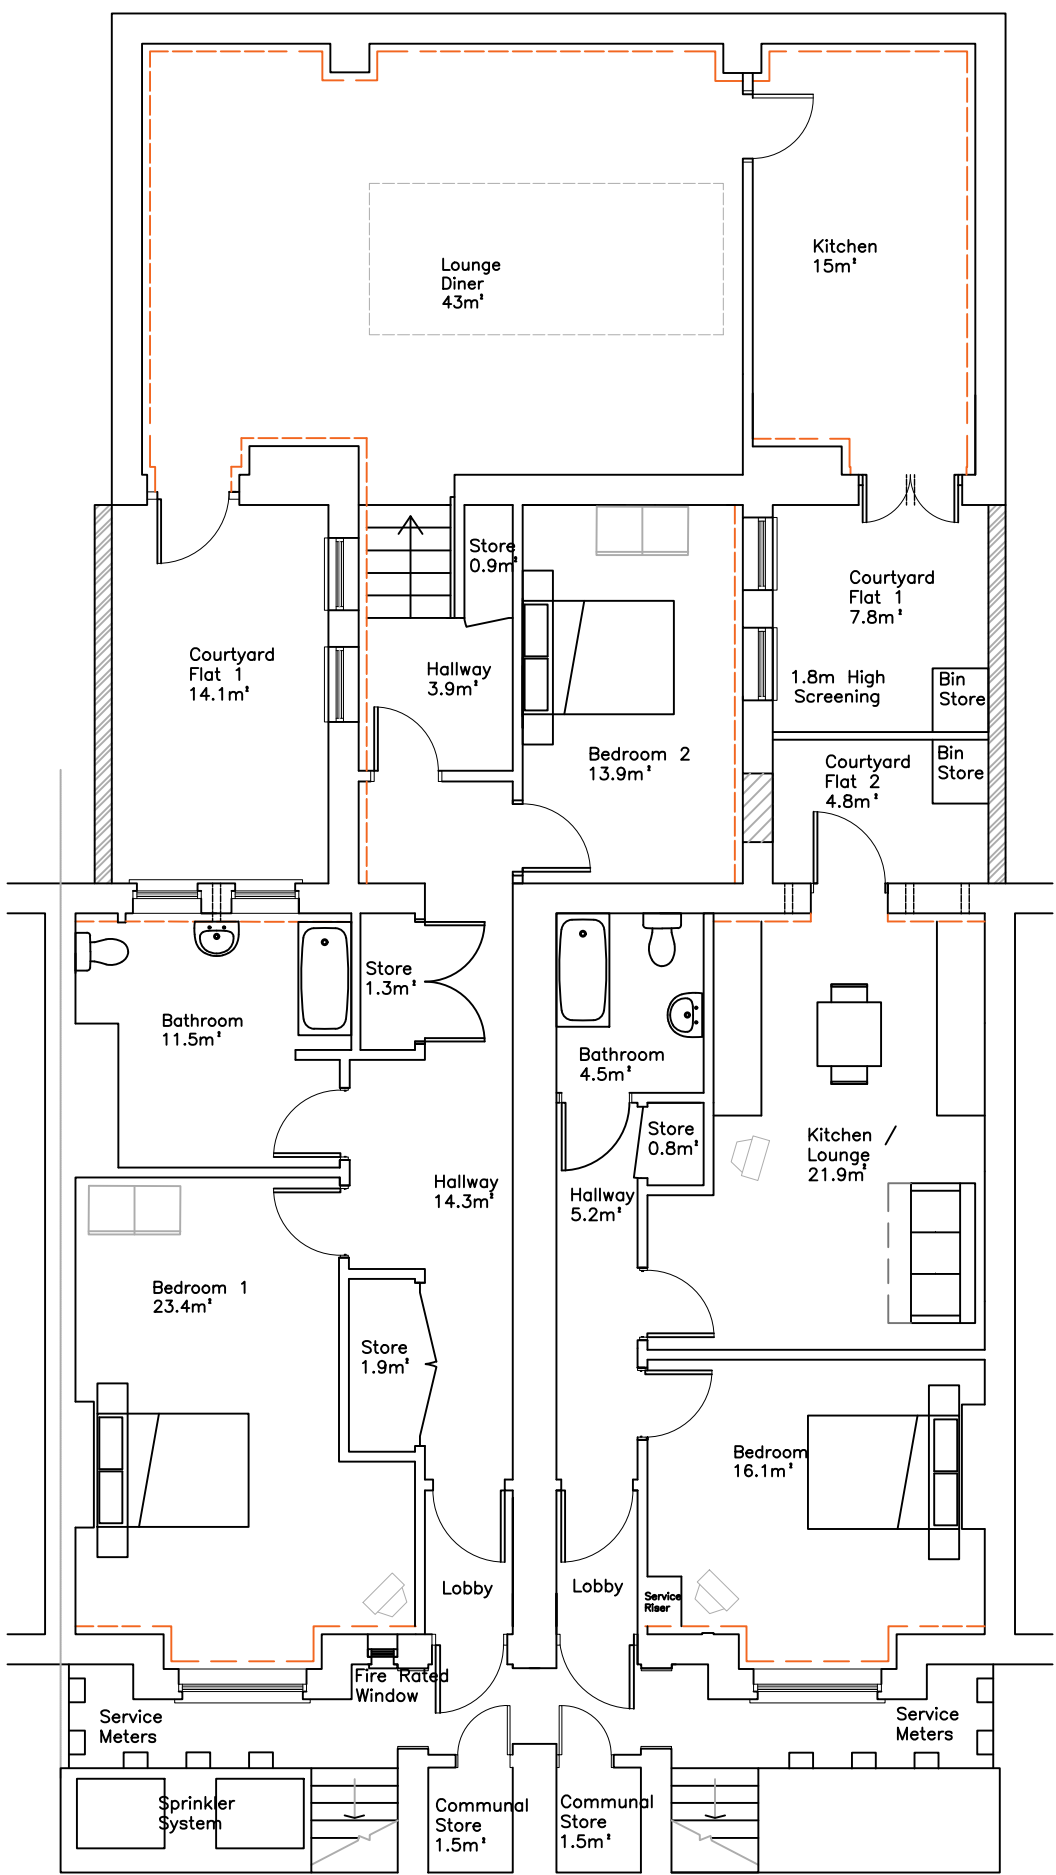 Lounge
Diner
43m²
Kitchen
15m²
Store
0.9m²
Courtyard
Flat 1
7.8m²
Courtyard
Flat 1
14.1m²
Hallway
3.9m²
1.8m High
Screening
Bin
Store
Bedroom 2
13.9m²
Courtyard
Flat 2
4.8m²
Bin
Store
Store
1.3m²
Bathroom
11.5m²
Bathroom
4.5m²
Store
0.8m²
Kitchen /
Lounge
21.9m²
Hallway
14.3m²
Hallway
5.2m²
Bedroom 1
23.4m²
Store
1.9m²
Bedroom
16.1m²
Lobby
Lobby
Service
Riser
Fire Rated
Window
Service
Meters
Service
Meters
Sprinkler
System
Communal
Store
1.5m²
Communal
Store
1.5m²